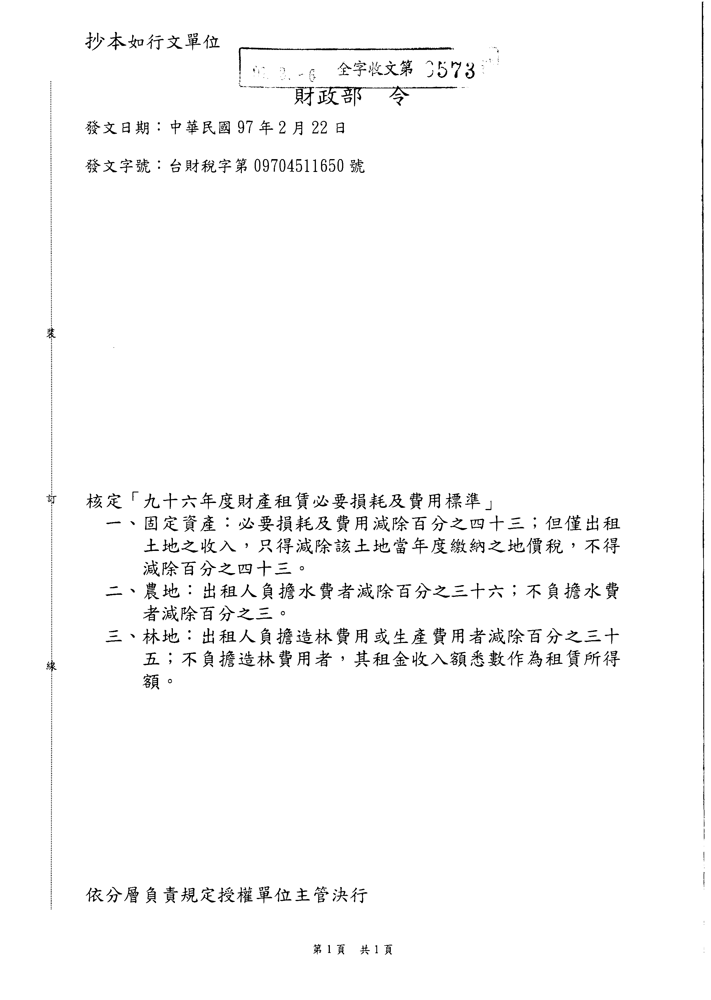 抄本如行文單位
全字收文第 573
財政部 令
發文日期：中華民國 97 年 2 月 22 日
發文字號：台財稅字第 09704511650 號
裝
訂
線
核定「九十六年度財產租賃必要損耗及費用標準」
一、固定資產：必要損耗及費用減除百分之四十三；但僅出租
土地之收入，只得減除該土地當年度繳納之地價稅，不得
減除百分之四十三。
二、農地：出租人負擔水費者減除百分之三十六；不負擔水費
者減除百分之三。
三、林地：出租人負擔造林費用或生產費用者減除百分之三十
五；不負擔造林費用者，其租金收入額悉數作為租賃所得
額。
依分層負責規定授權單位主管決行
第 1 頁 共 1 頁